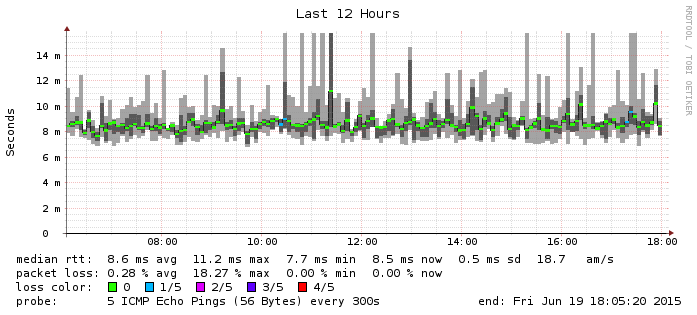 Last 12 Hours
RRDTOOL / TOBI OETIKER
Seconds
14 m
12 m
10 m
8 m
6 m
4 m
2 m
0
08:00 10:00 12:00 14:00 16:00 18:00
median rtt: 8.6 ms avg 11.2 ms max 7.7 ms min 8.5 ms now 0.5 ms sd 18.7 am/s
packet loss: 0.28 % avg 18.27 % max 0.00 % min 0.00 % now
loss color: 0 1/5 2/5 3/5 4/5
probe: 5 ICMP Echo Pings (56 Bytes) every 300s end: Fri Jun 19 18:05:20 2015